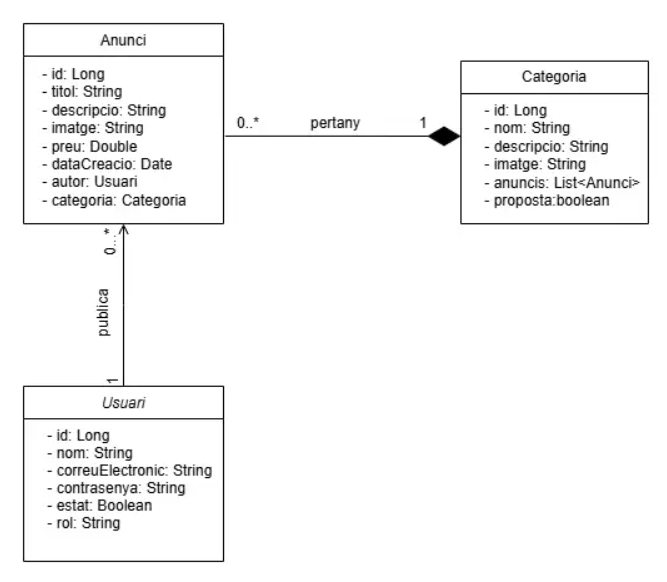 Anunci
- id: Long
- titol: String
- descripcio: String
- imatge: String
- preu: Double
- dataCreacio: Date
- autor: Usuari
- categoria: Categoria
0..*
pertany
1
Categoria
- id: Long
- nom: String
- descripcio: String
- imatge: String
- anuncis: List<Anunci>
- proposta:boolean
0...*
publica
1
Usuari
- id: Long
- nom: String
- correuElectronic: String
- contrasenya: String
- estat: Boolean
- rol: String